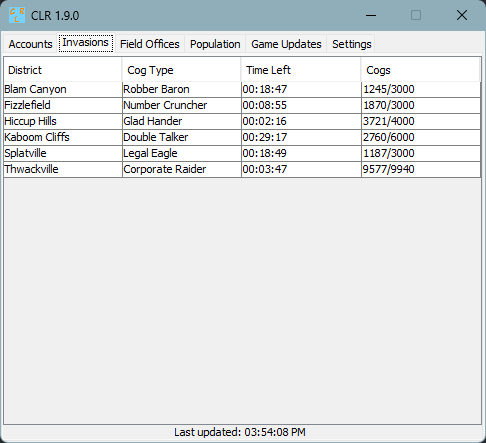 CLR 1.9.0
Accounts Invasions Field Offices Population Game Updates Settings
District Cog Type Time Left Cogs
Blam Canyon Robber Baron 00:18:47 1245/3000
Fizzlefield Number Cruncher 00:08:55 1870/3000
Hiccup Hills Glad Hander 00:02:16 3721/4000
Kaboom Cliffs Double Talker 00:29:17 2760/6000
Splatville Legal Eagle 00:18:49 1187/3000
Thwackville Corporate Raider 00:03:47 9577/9940
Last updated: 03:54:08 PM